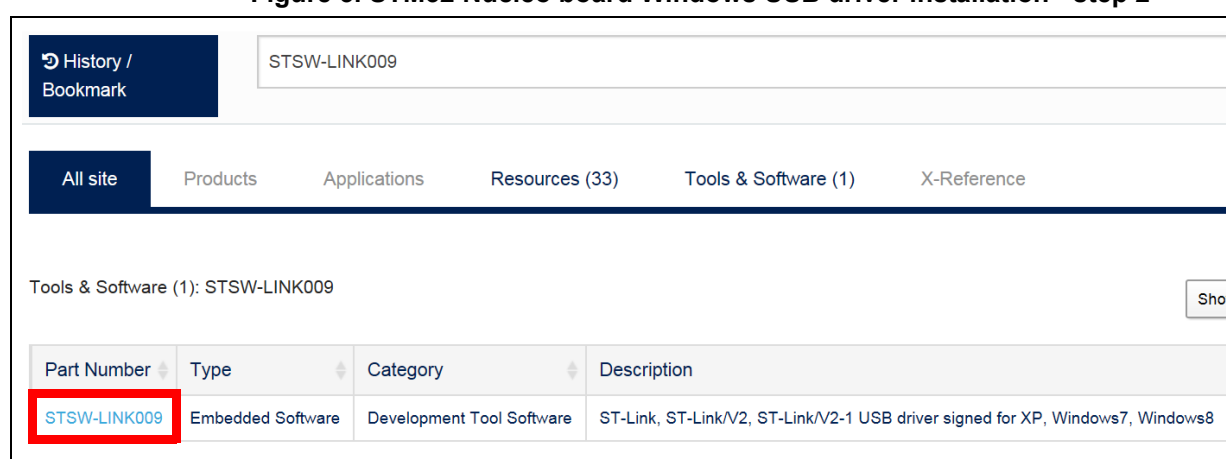 History /
Bookmark
STSW-LINK009
All site Products Applications Resources (33) Tools & Software (1) X-Reference
Tools & Software (1): STSW-LINK009
Part Number Type Category Description
STSW-LINK009 Embedded Software Development Tool Software ST-Link, ST-Link/V2, ST-Link/V2-1 USB driver signed for XP, Windows7, Windows8